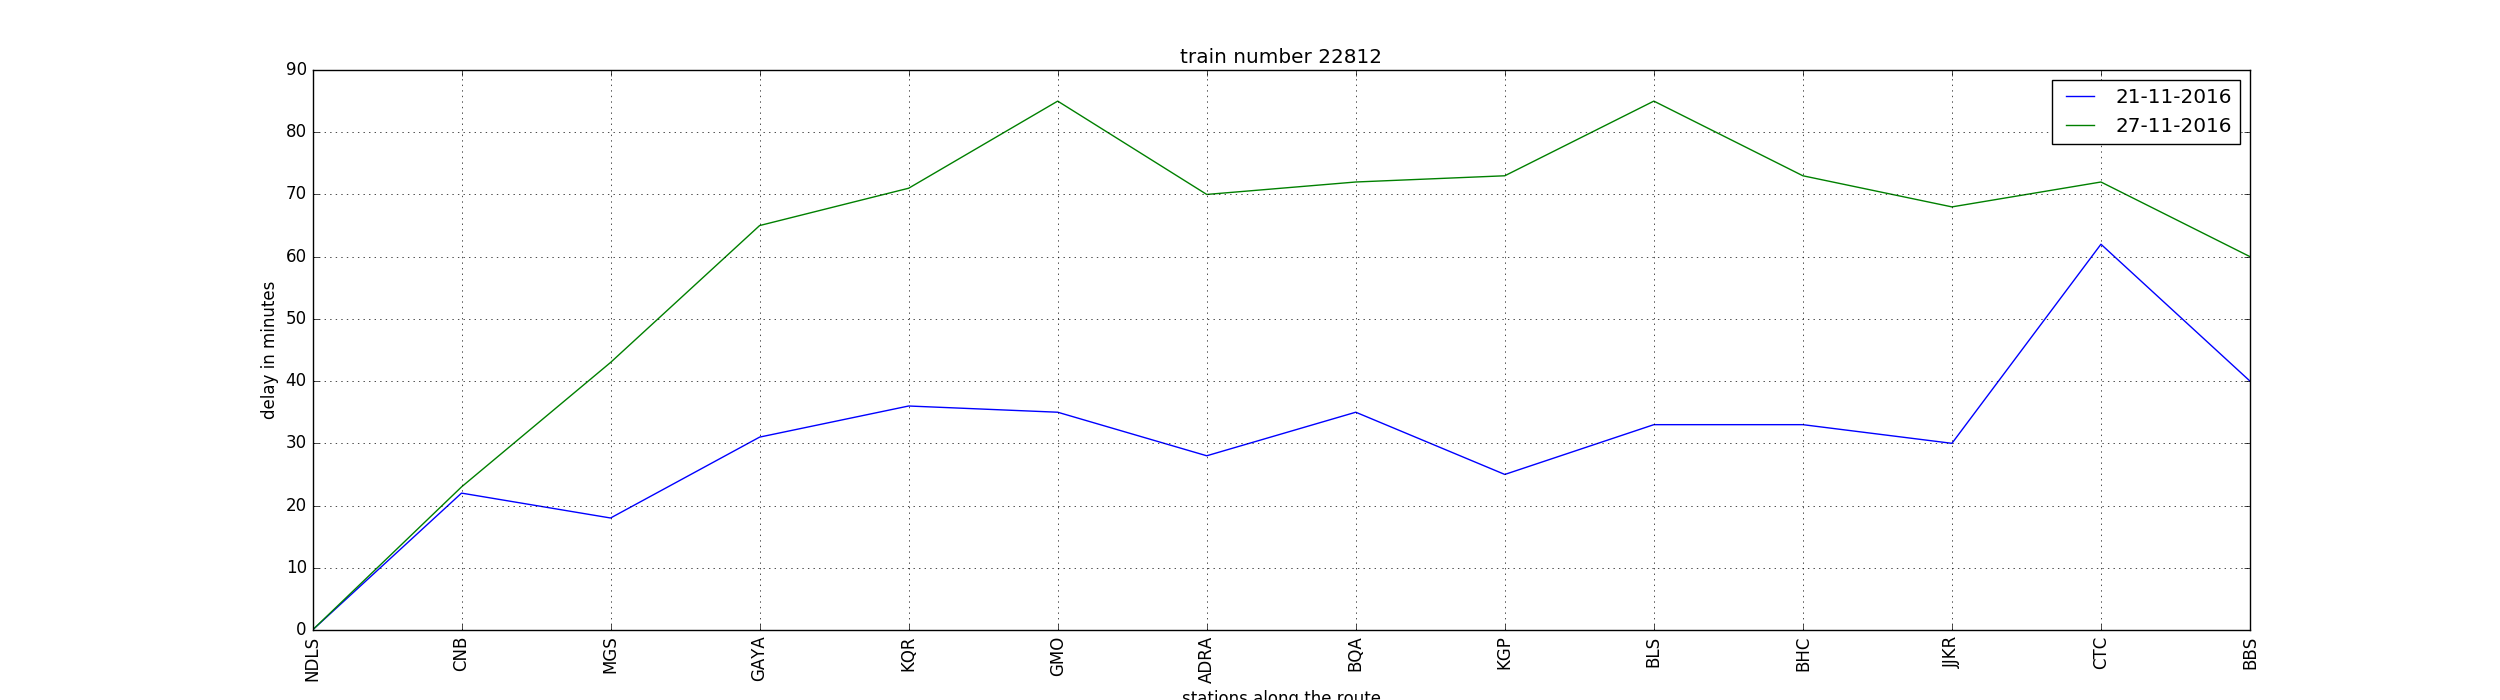 train number 22812
90
80
70
60
50
40
30
20
10
0
delay in minutes
21-11-2016
27-11-2016
NDLS
CNB
MGS
GAYA
KQR
GMO
ADRA
BQA
KGP
BLS
BHC
JJKR
CTC
BBS
stations along the route